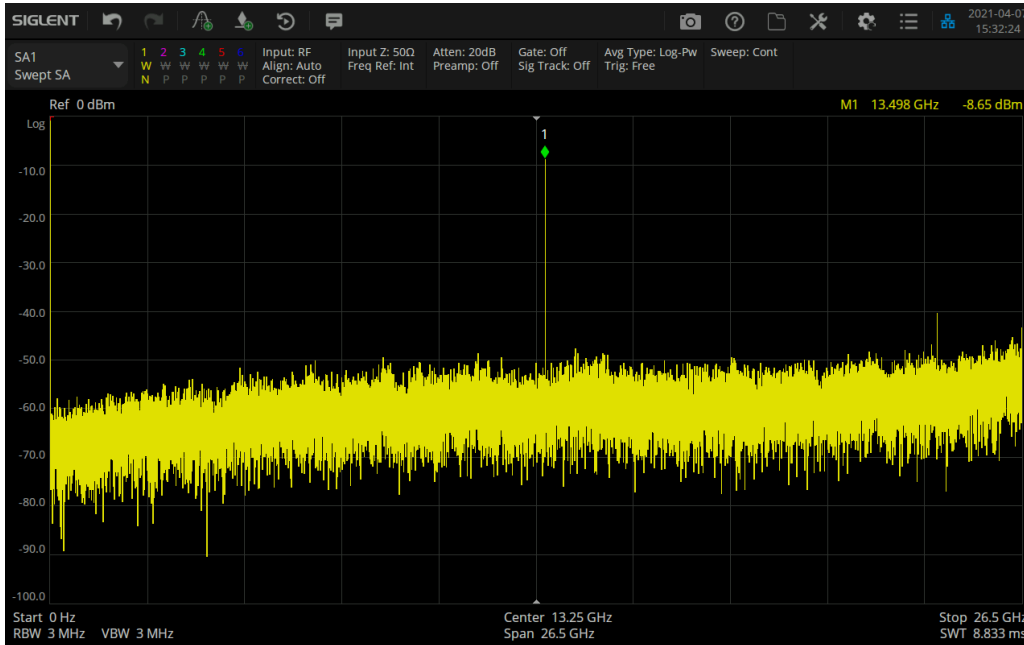 SIGLENT
2021-04-07
15:32:24
SA1
Swept SA
1 2 3 4 5 6
W W W W W W
N P P P P P
Input: RF
Align: Auto
Correct: Off
Input Z: 50Ω
Freq Ref: Int
Atten: 20dB
Preamp: Off
Gate: Off
Sig Track: Off
Avg Type: Log-Pw
Trig: Free
Sweep: Cont
Ref 0 dBm
M1 13.498 GHz -8.65 dBm
Log
1
-10.0
-20.0
-30.0
-40.0
-50.0
-60.0
-70.0
-80.0
-90.0
-100.0
Start 0 Hz
Center 13.25 GHz
Stop 26.5 GHz
RBW 3 MHz VBW 3 MHz
Span 26.5 GHz
SWT 8.833 ms